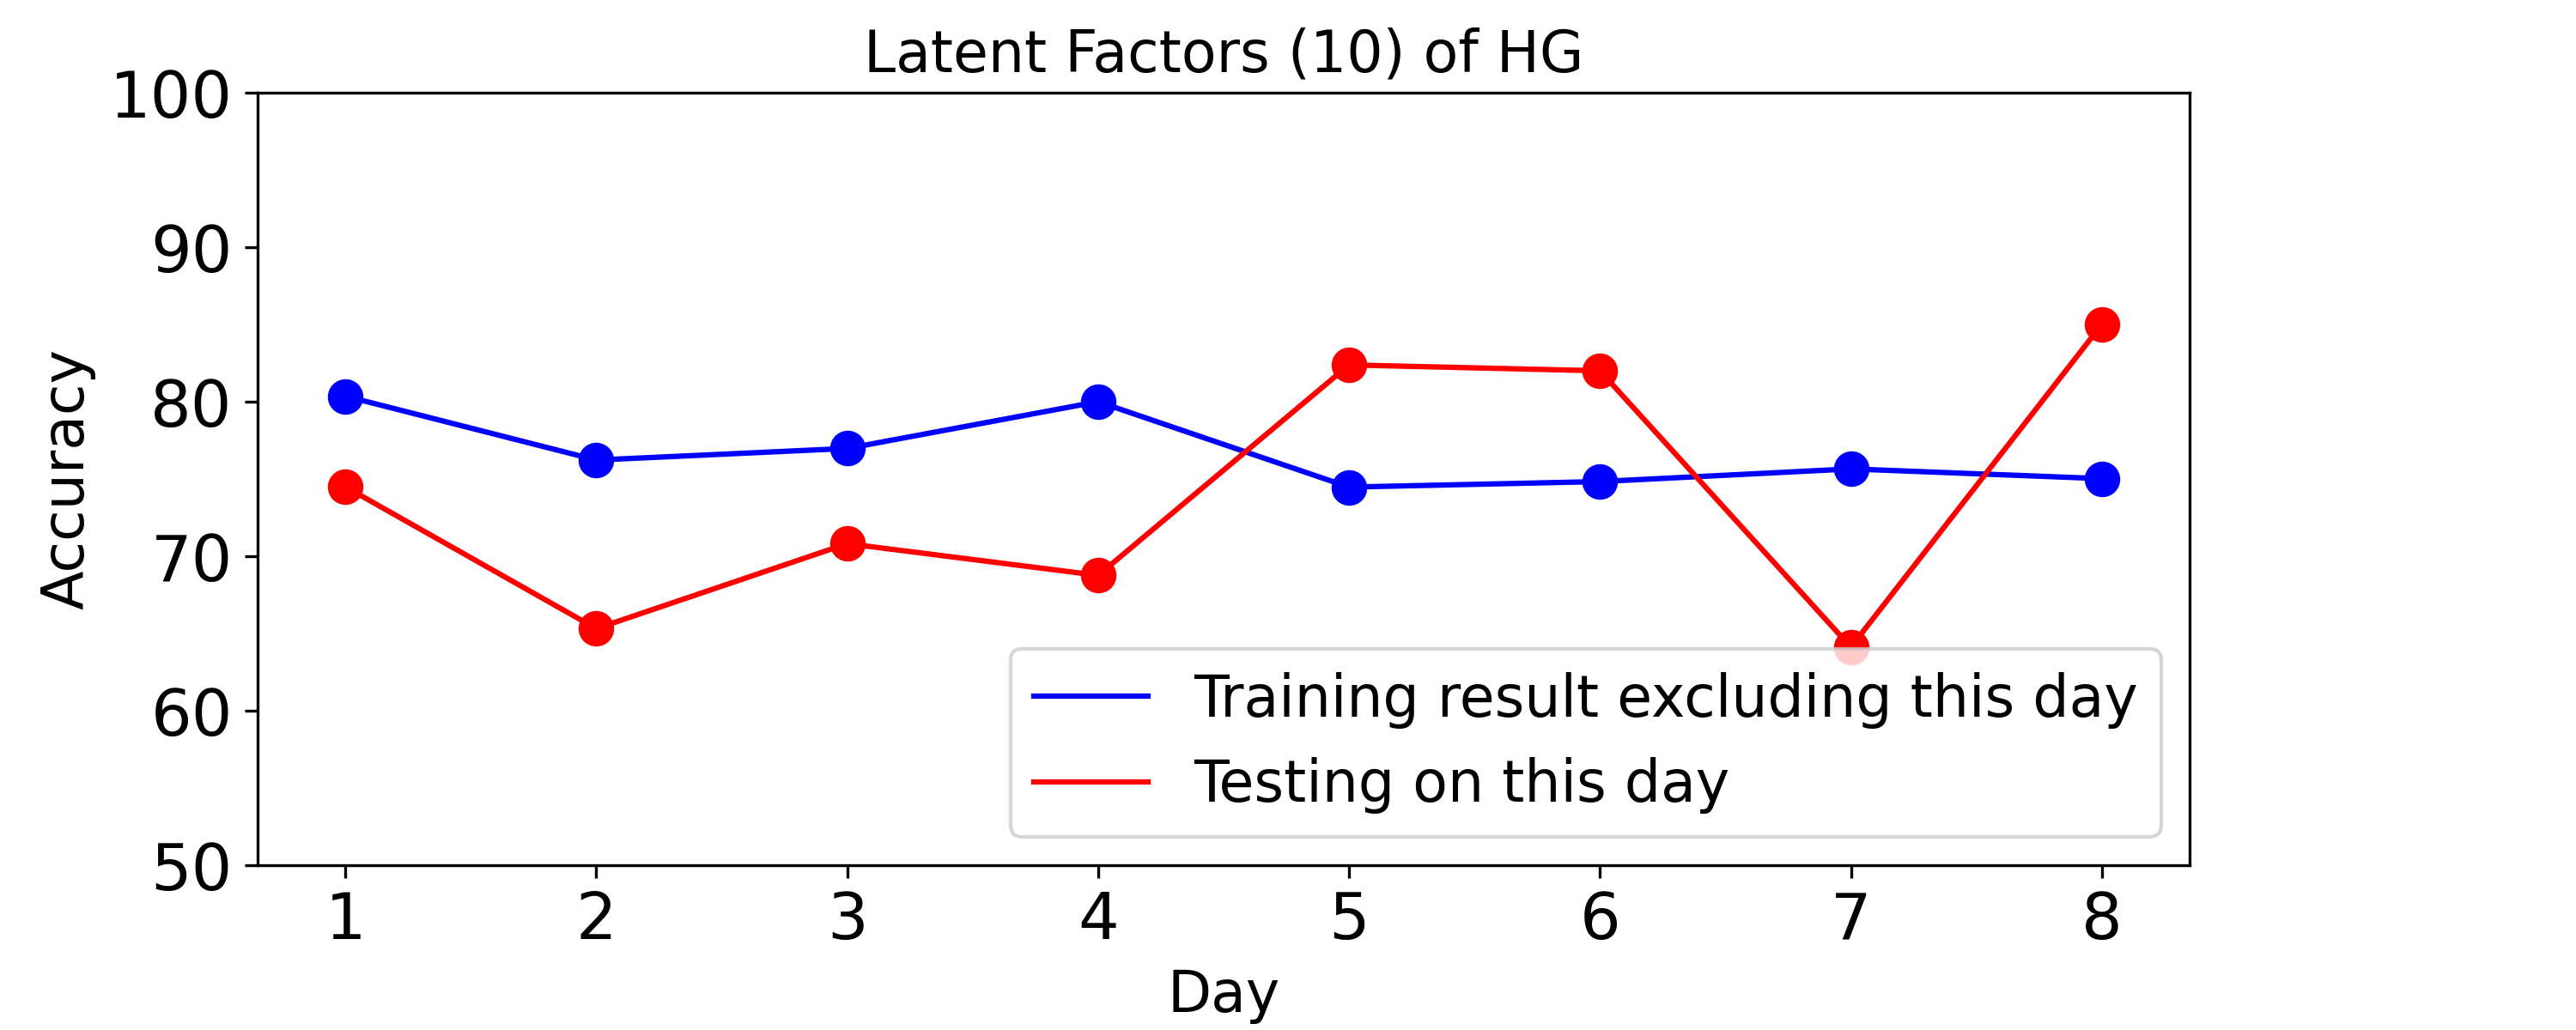 Latent Factors (10) of HG
100
90
80
70
60
50
Accuracy
Training result excluding this day
Testing on this day
1 2 3 4 5 6 7 8
Day